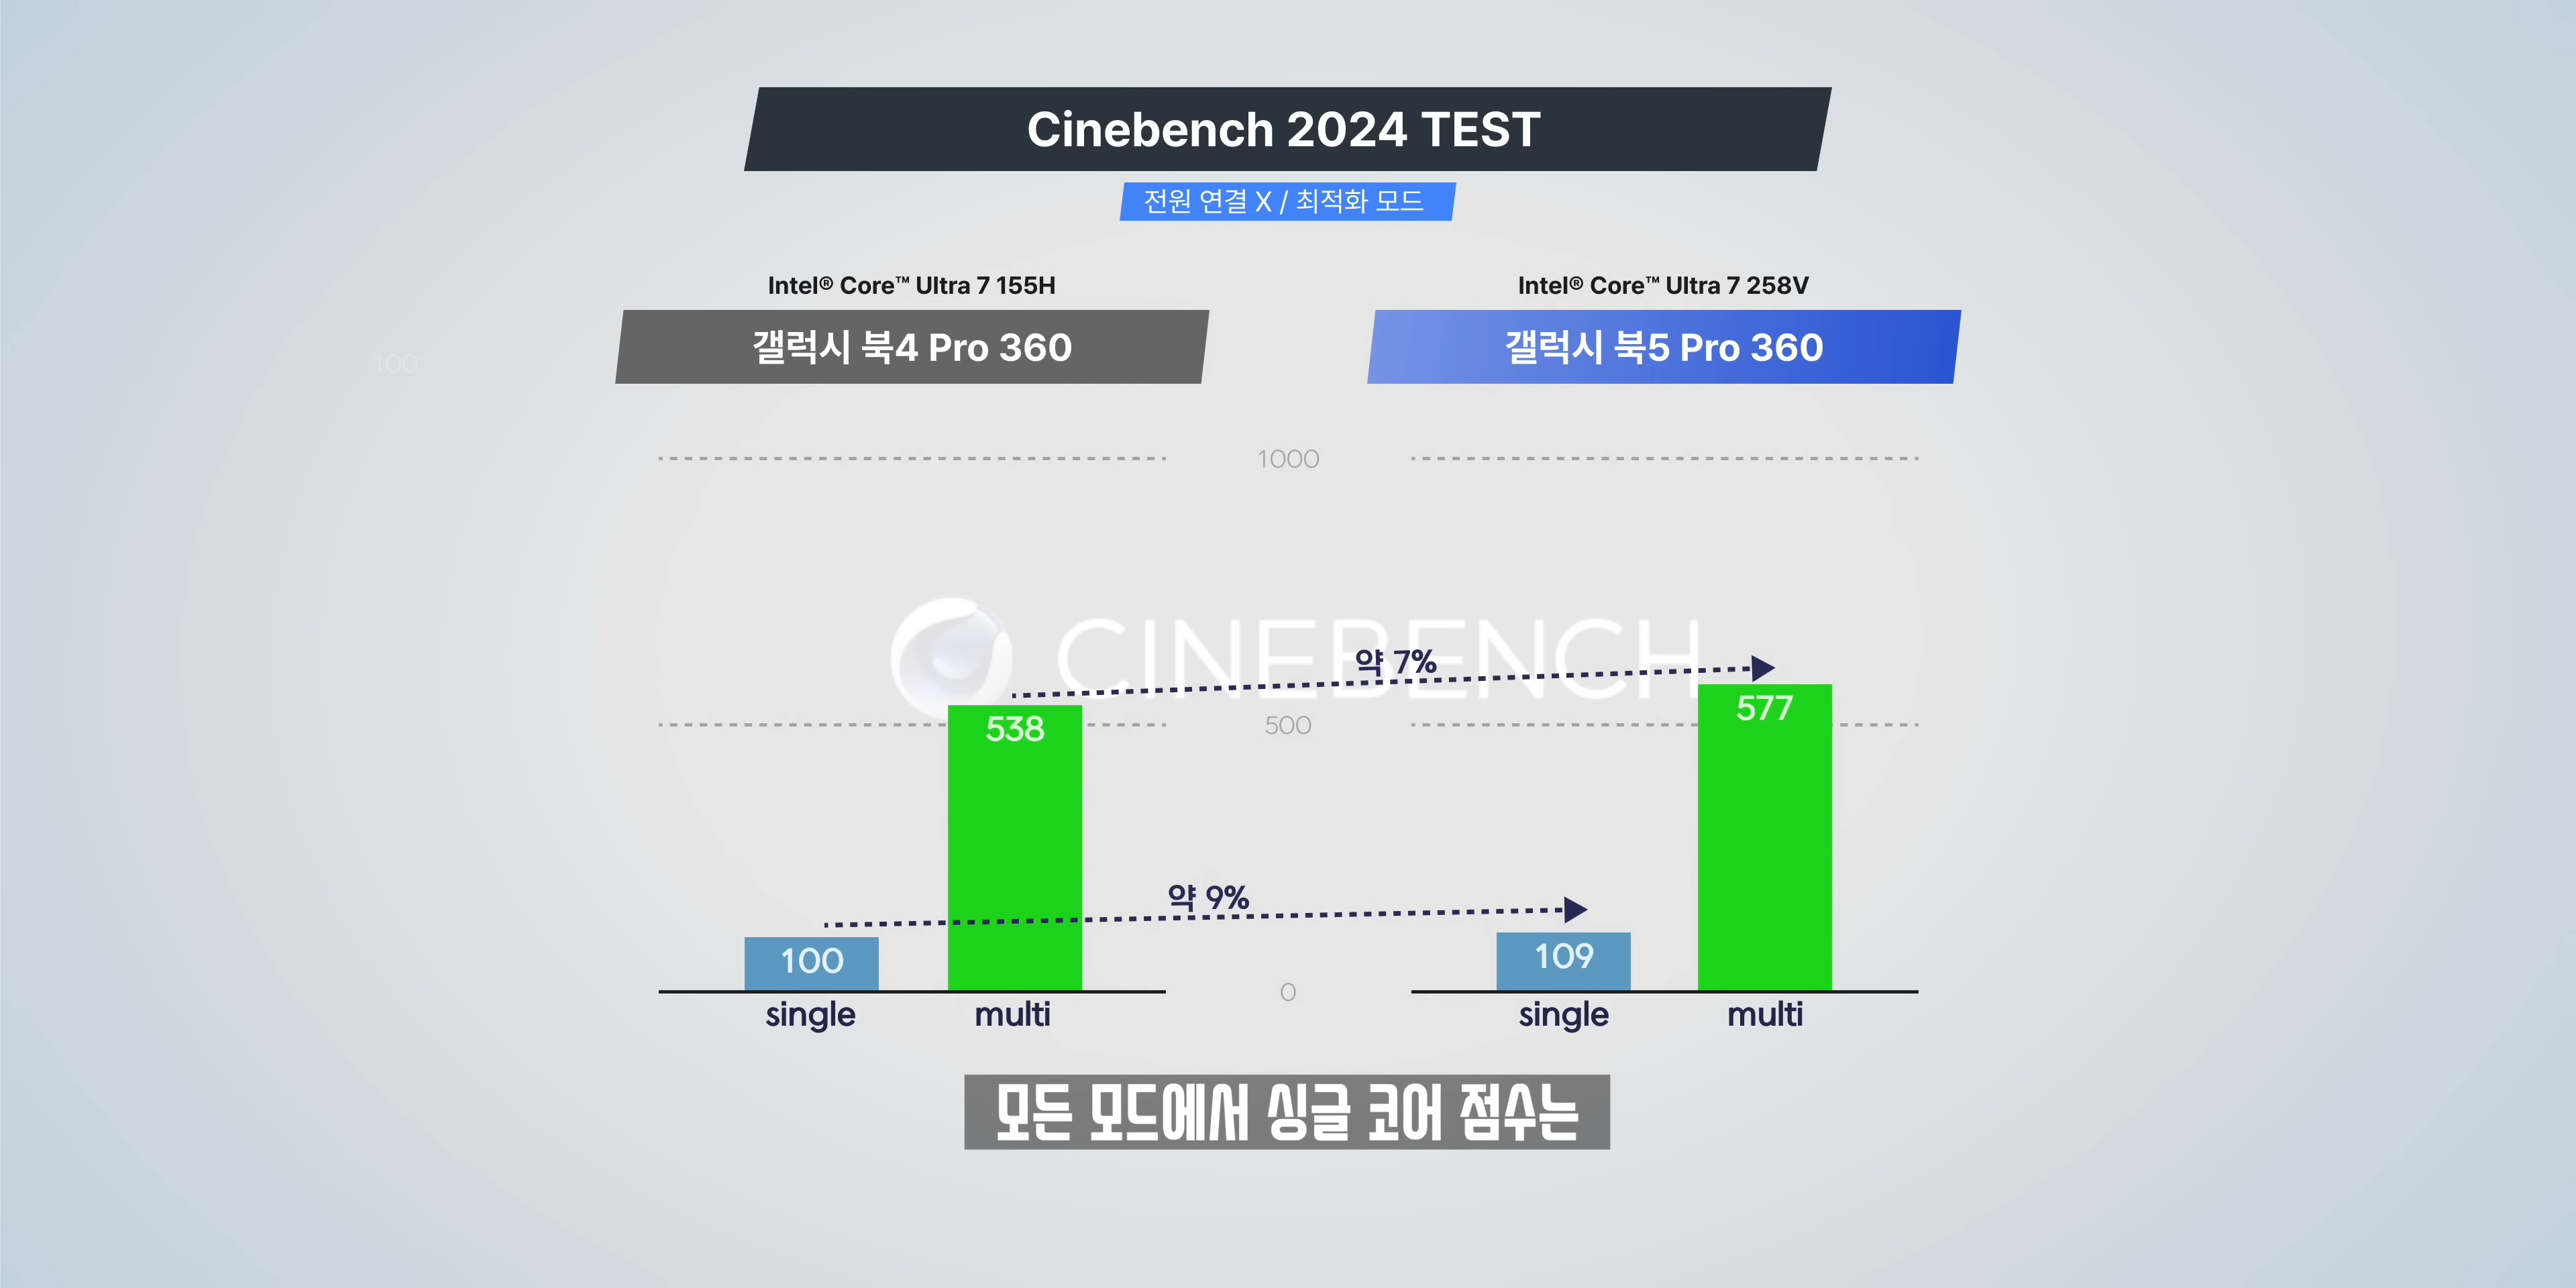 Cinebench 2024 TEST
전원 연결 X / 최적화 모드
Intel® Core™ Ultra 7 155H
갤럭시 북4 Pro 360
Intel® Core™ Ultra 7 258V
갤럭시 북5 Pro 360
100
1000
CINEBENCH
약 7%
538
577
500
약 9%
100
109
0
single
multi
single
multi
모든 모드에서 싱글 코어 점수는